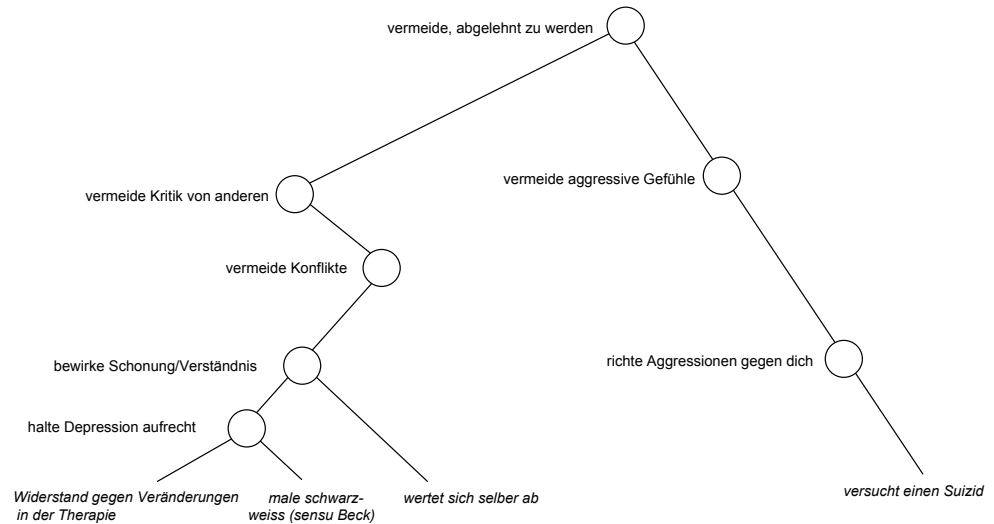 vermeide, abgelehnt zu werden
vermeide aggressive Gefühle
vermeide Kritik von anderen
vermeide Konflikte
bewirke Schonung/Verständnis
richte Aggressionen gegen dich
halte Depression aufrecht
Widerstand gegen Veränderungen
in der Therapie
male schwarz-
weiss (sensu Beck)
wertet sich selber ab
versucht einen Suizid